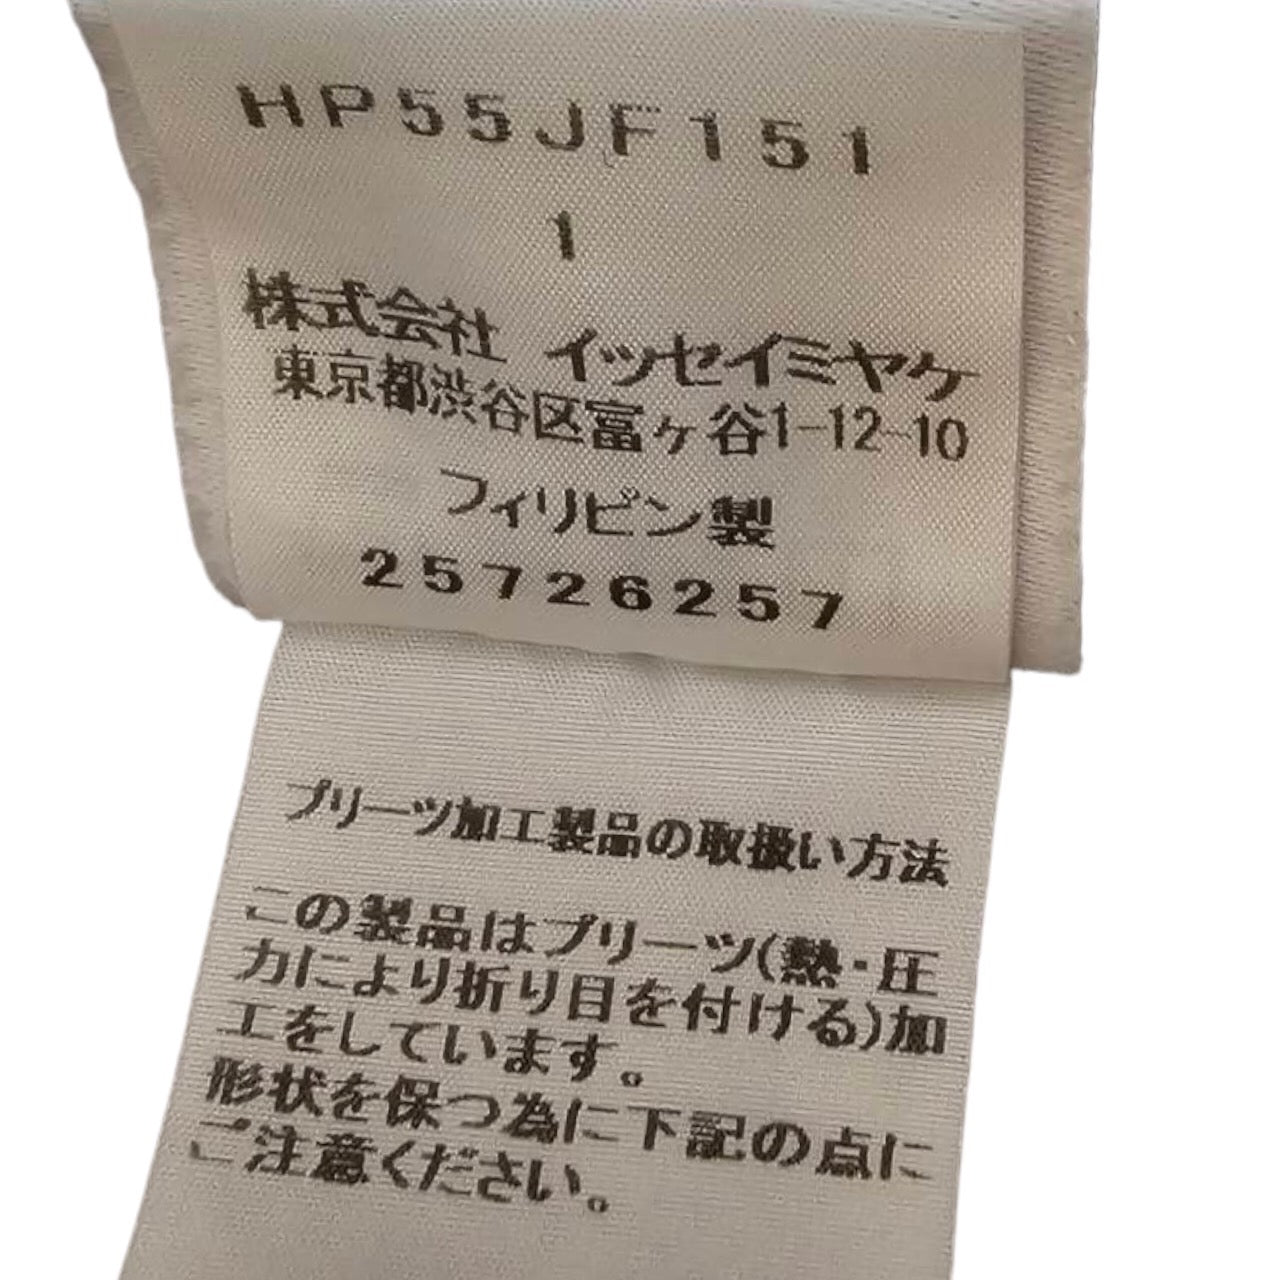 HP55JF151
1
株式会社 イッセイミヤケ
東京都渋谷区富ヶ谷1-12-10
フィリピン製
25726257
プリーツ加工製品の取扱い方法
この製品はプリーツ(熱・圧
力により折り目を付ける)加
工をしています。
形状を保つ為に下記の点に
ご注意ください。